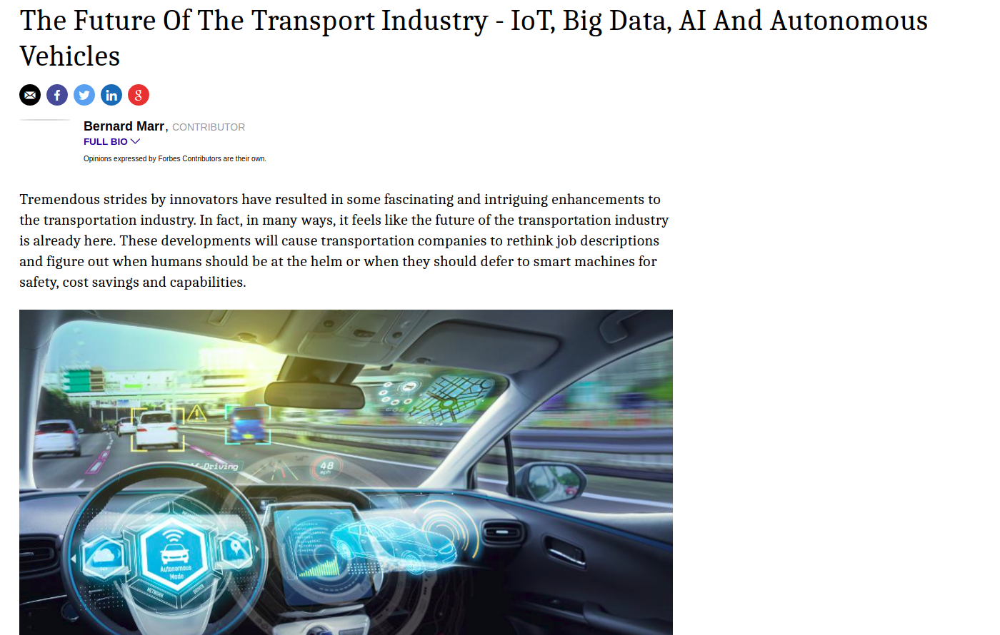 The Future Of The Transport Industry - IoT, Big Data, AI And Autonomous
Vehicles
Bernard Marr, CONTRIBUTOR
FULL BIO
Opinions expressed by Forbes Contributors are their own.
Tremendous strides by innovators have resulted in some fascinating and intriguing enhancements to
the transportation industry. In fact, in many ways, it feels like the future of the transportation industry
is already here. These developments will cause transportation companies to rethink job descriptions
and figure out when humans should be at the helm or when they should defer to smart machines for
safety, cost savings and capabilities.
48
mph
Autonomous
Mode
NETWORK
DRIVER